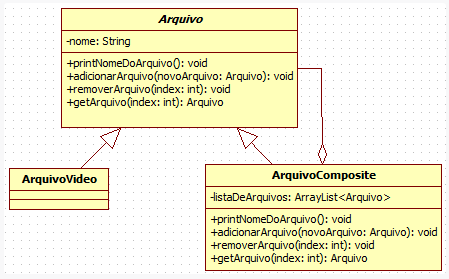 Arquivo
-nome: String
+printNomeDoArquivo(): void
+adicionarArquivo(novoArquivo: Arquivo): void
+removerArquivo(index: int): void
+getArquivo(index: int): Arquivo
ArquivoVideo
ArquivoComposite
-listaDeArquivos: ArrayList<Arquivo>
+printNomeDoArquivo(): void
+adicionarArquivo(novoArquivo: Arquivo): void
+removerArquivo(index: int): void
+getArquivo(index: int): Arquivo